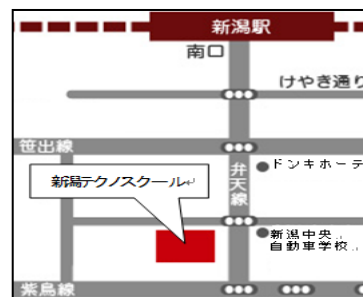 新潟駅
南口
けやき通り
笹出線
ドンキホーテ
弁天線
新潟テクノスクール
新潟中央
自動車学校
紫鳥線